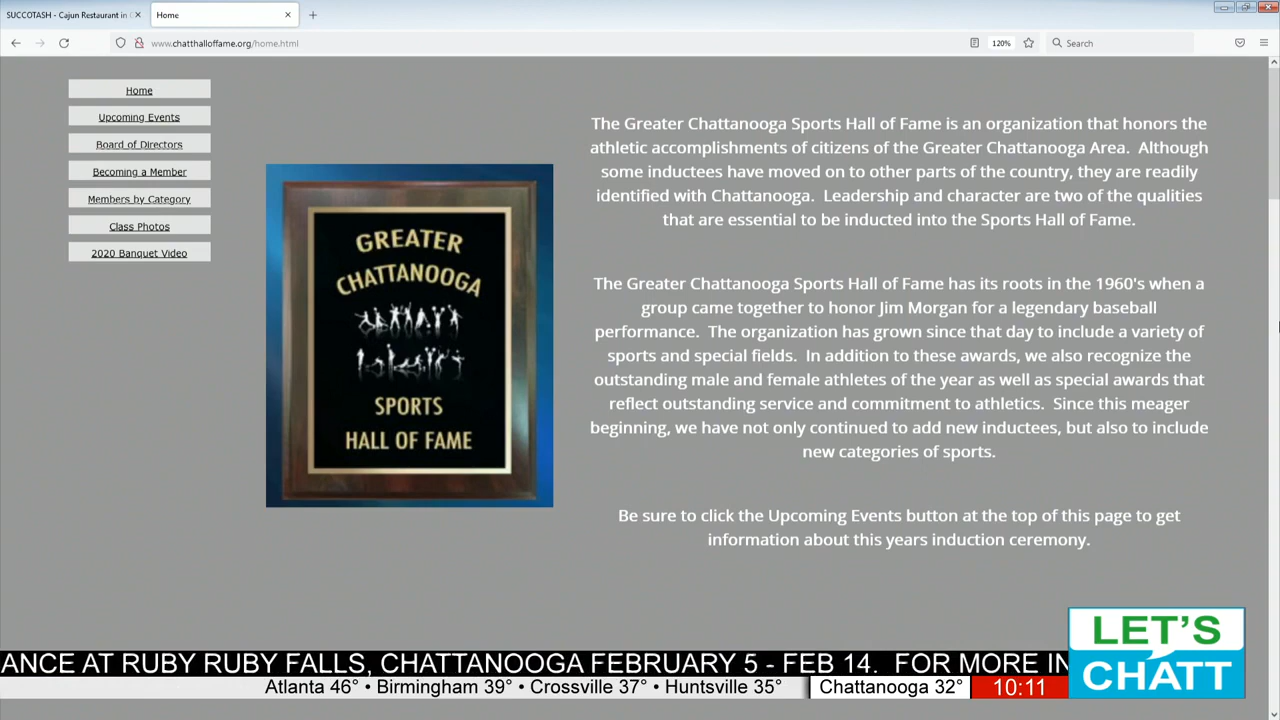 SUCCOTASH - Cajun Restaurant in
Home
www.chatthalloffame.org/home.html
120%
Search
Home
Upcoming Events
Board of Directors
Becoming a Member
Members by Category
Class Photos
2020 Banquet Video
GREATER
CHATTANOOGA
SPORTS
HALL OF FAME
The Greater Chattanooga Sports Hall of Fame is an organization that honors the
athletic accomplishments of citizens of the Greater Chattanooga Area. Although
some inductees have moved on to other parts of the country, they are readily
identified with Chattanooga. Leadership and character are two of the qualities
that are essential to be inducted into the Sports Hall of Fame.
The Greater Chattanooga Sports Hall of Fame has its roots in the 1960's when a
group came together to honor Jim Morgan for a legendary baseball
performance. The organization has grown since that day to include a variety of
sports and special fields. In addition to these awards, we also recognize the
outstanding male and female athletes of the year as well as special awards that
reflect outstanding service and commitment to athletics. Since this meager
beginning, we have not only continued to add new inductees, but also to include
new categories of sports.
Be sure to click the Upcoming Events button at the top of this page to get
information about this years induction ceremony.
LET'S
CHATT
ANCE AT RUBY RUBY FALLS, CHATTANOOGA FEBRUARY 5 - FEB 14. FOR MORE IN
Atlanta 46° • Birmingham 39° • Crossville 37° • Huntsville 35° Chattanooga 32° 10:11